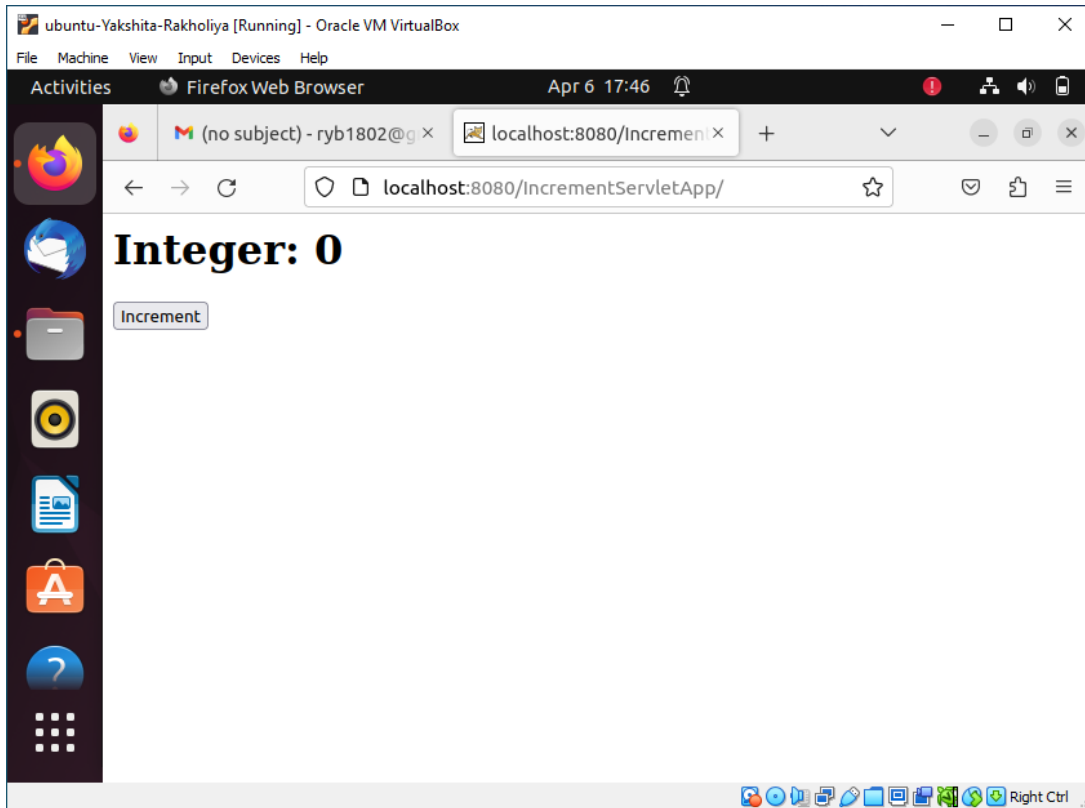 ubuntu-Yakshita-Rakholiya [Running] - Oracle VM VirtualBox
File Machine View Input Devices Help
Activities Firefox Web Browser Apr 6 17:46
(no subject) - ryb1802@g localhost:8080/Increment
localhost:8080/IncrementServletApp/
Integer: 0
Increment
Right Ctrl